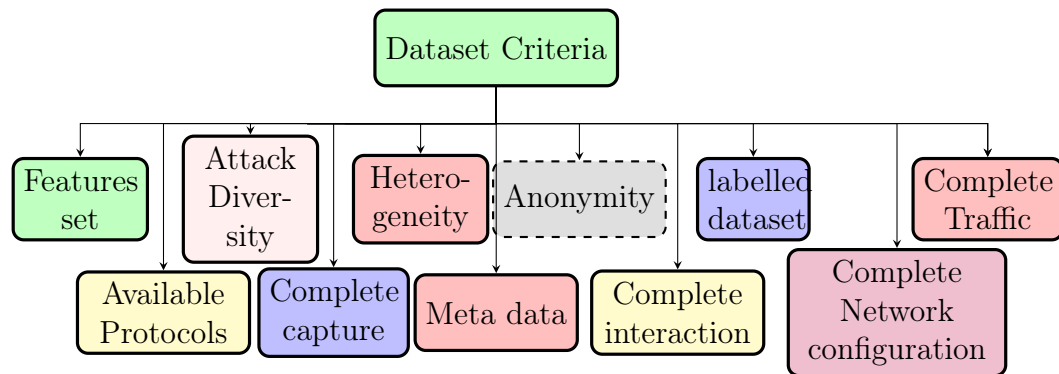 Dataset Criteria
Features
set
Attack
Diver-
sity
Hetero-
geneity
Anonymity
labelled
dataset
Complete
Traffic
Available
Protocols
Complete
capture
Meta data
Complete
interaction
Complete
Network
configuration